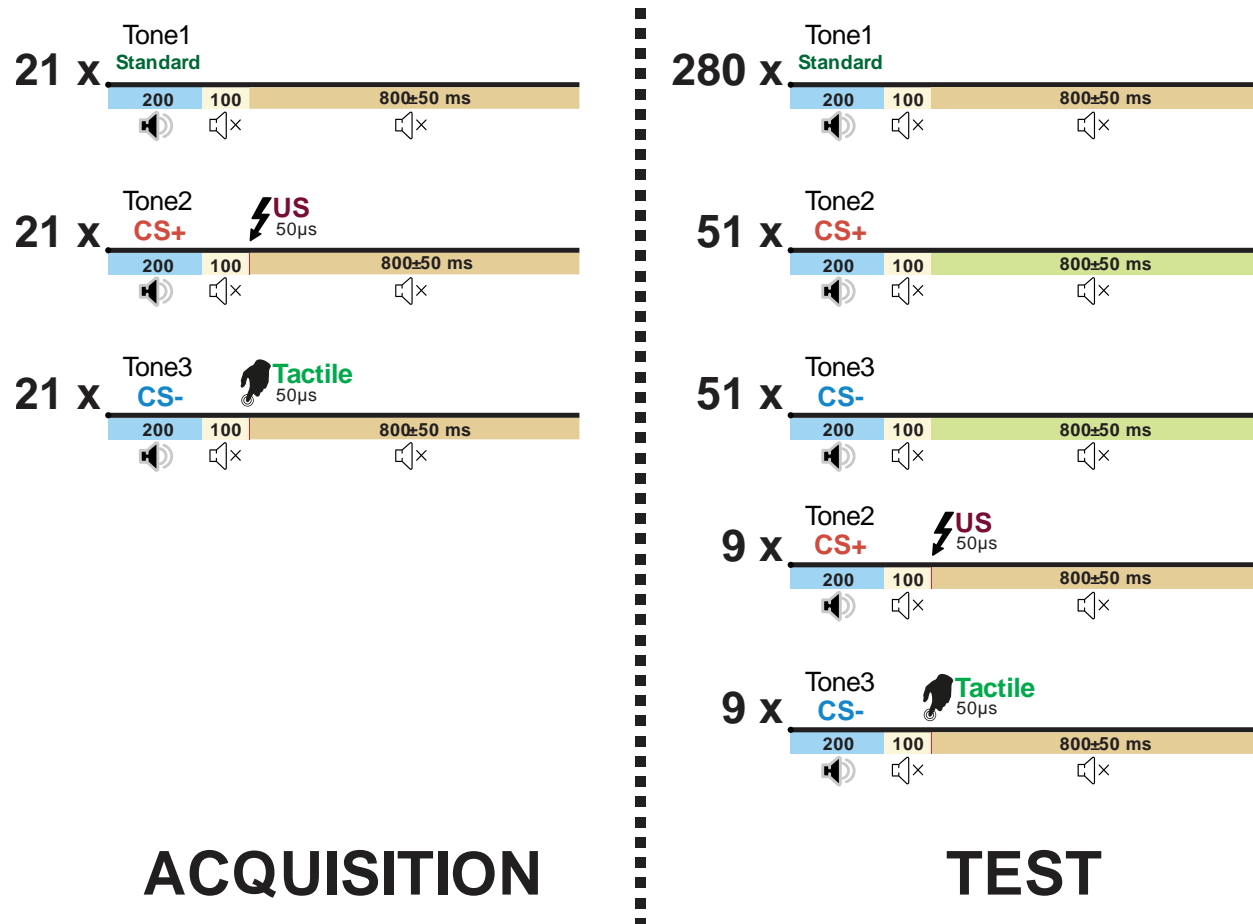 Tone1
21 x Standard
200 100 800±50 ms
Tone2
US
21 x CS+ 50µs
200 100 800±50 ms
Tone3
Tactile
21 x CS- 50µs
200 100 800±50 ms
ACQUISITION
Tone1
280 x Standard
200 100 800±50 ms
Tone2
51 x CS+
200 100 800±50 ms
Tone3
51 x CS-
200 100 800±50 ms
Tone2
US
9 x CS+ 50µs
200 100 800±50 ms
Tone3
Tactile
9 x CS- 50µs
200 100 800±50 ms
TEST